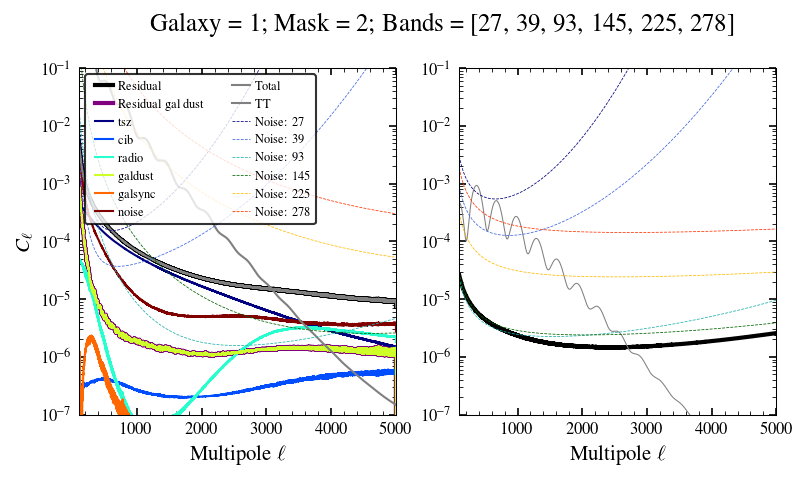 Galaxy = 1; Mask = 2; Bands = [27, 39, 93, 145, 225, 278]
10⁻¹
10⁻²
10⁻³
10⁻⁴
10⁻⁵
10⁻⁶
10⁻⁷
C_ℓ
Residual
Residual gal dust
tsz
cib
radio
galdust
galsync
noise
Total
TT
Noise: 27
Noise: 39
Noise: 93
Noise: 145
Noise: 225
Noise: 278
1000 2000 3000 4000 5000
Multipole ℓ
10⁻¹
10⁻²
10⁻³
10⁻⁴
10⁻⁵
10⁻⁶
10⁻⁷
1000 2000 3000 4000 5000
Multipole ℓ